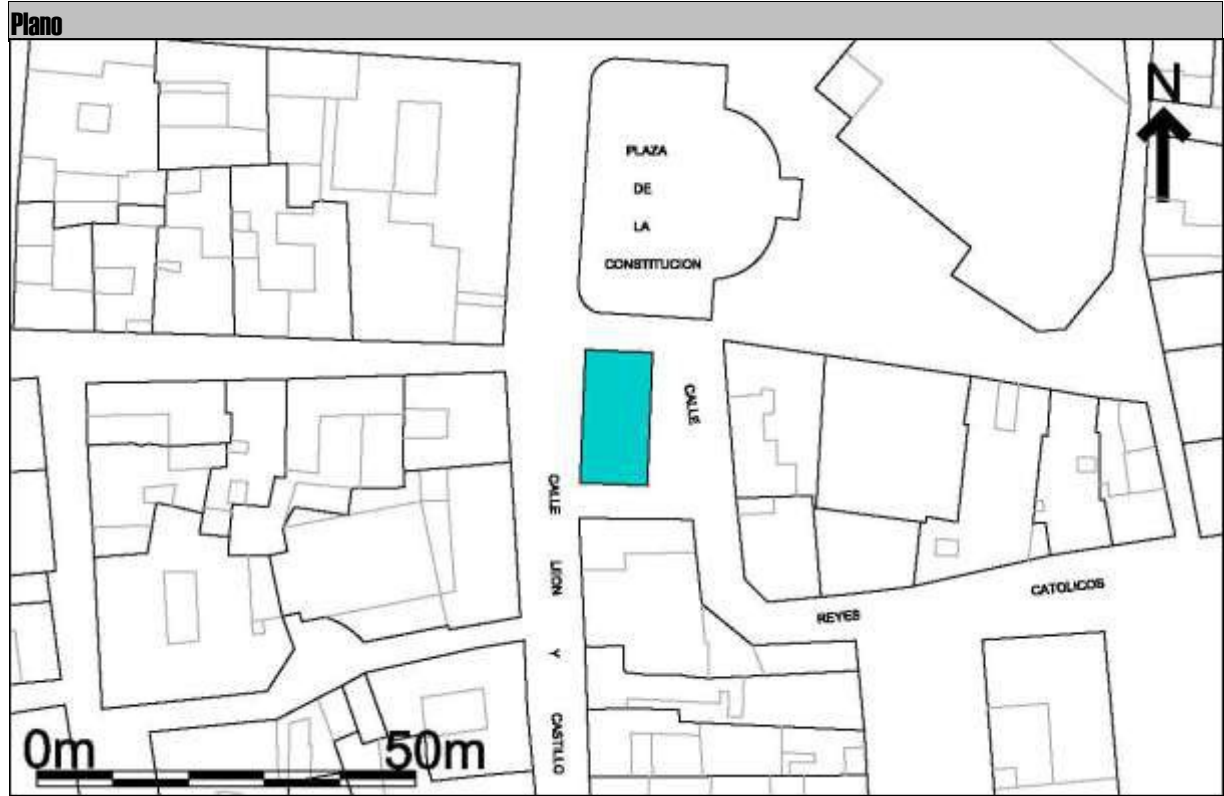 Plano
N
PLAZA
DE
LA
CONSTITUCION
CALLE
CALLE
LEON
Y
CASTILLO
REYES
CATOLICOS
0m
50m